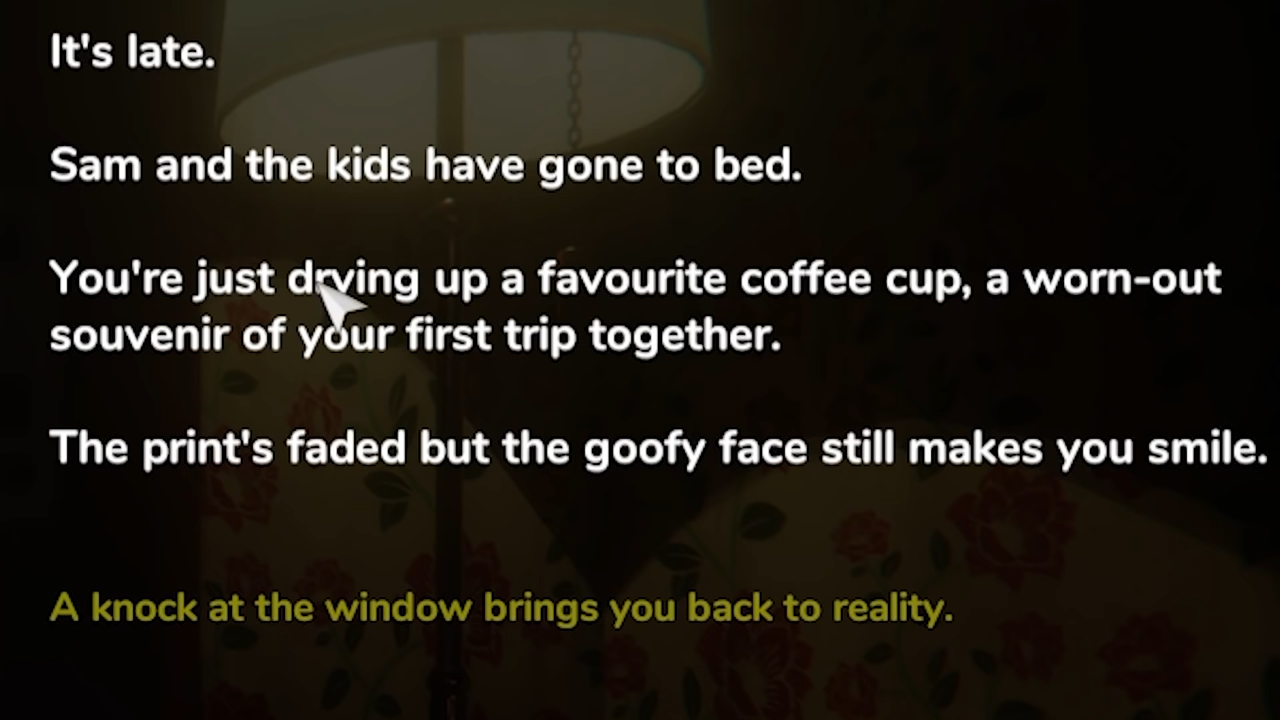 It's late.
Sam and the kids have gone to bed.
You're just drying up a favourite coffee cup, a worn-out
souvenir of your first trip together.
The print's faded but the goofy face still makes you smile.
A knock at the window brings you back to reality.